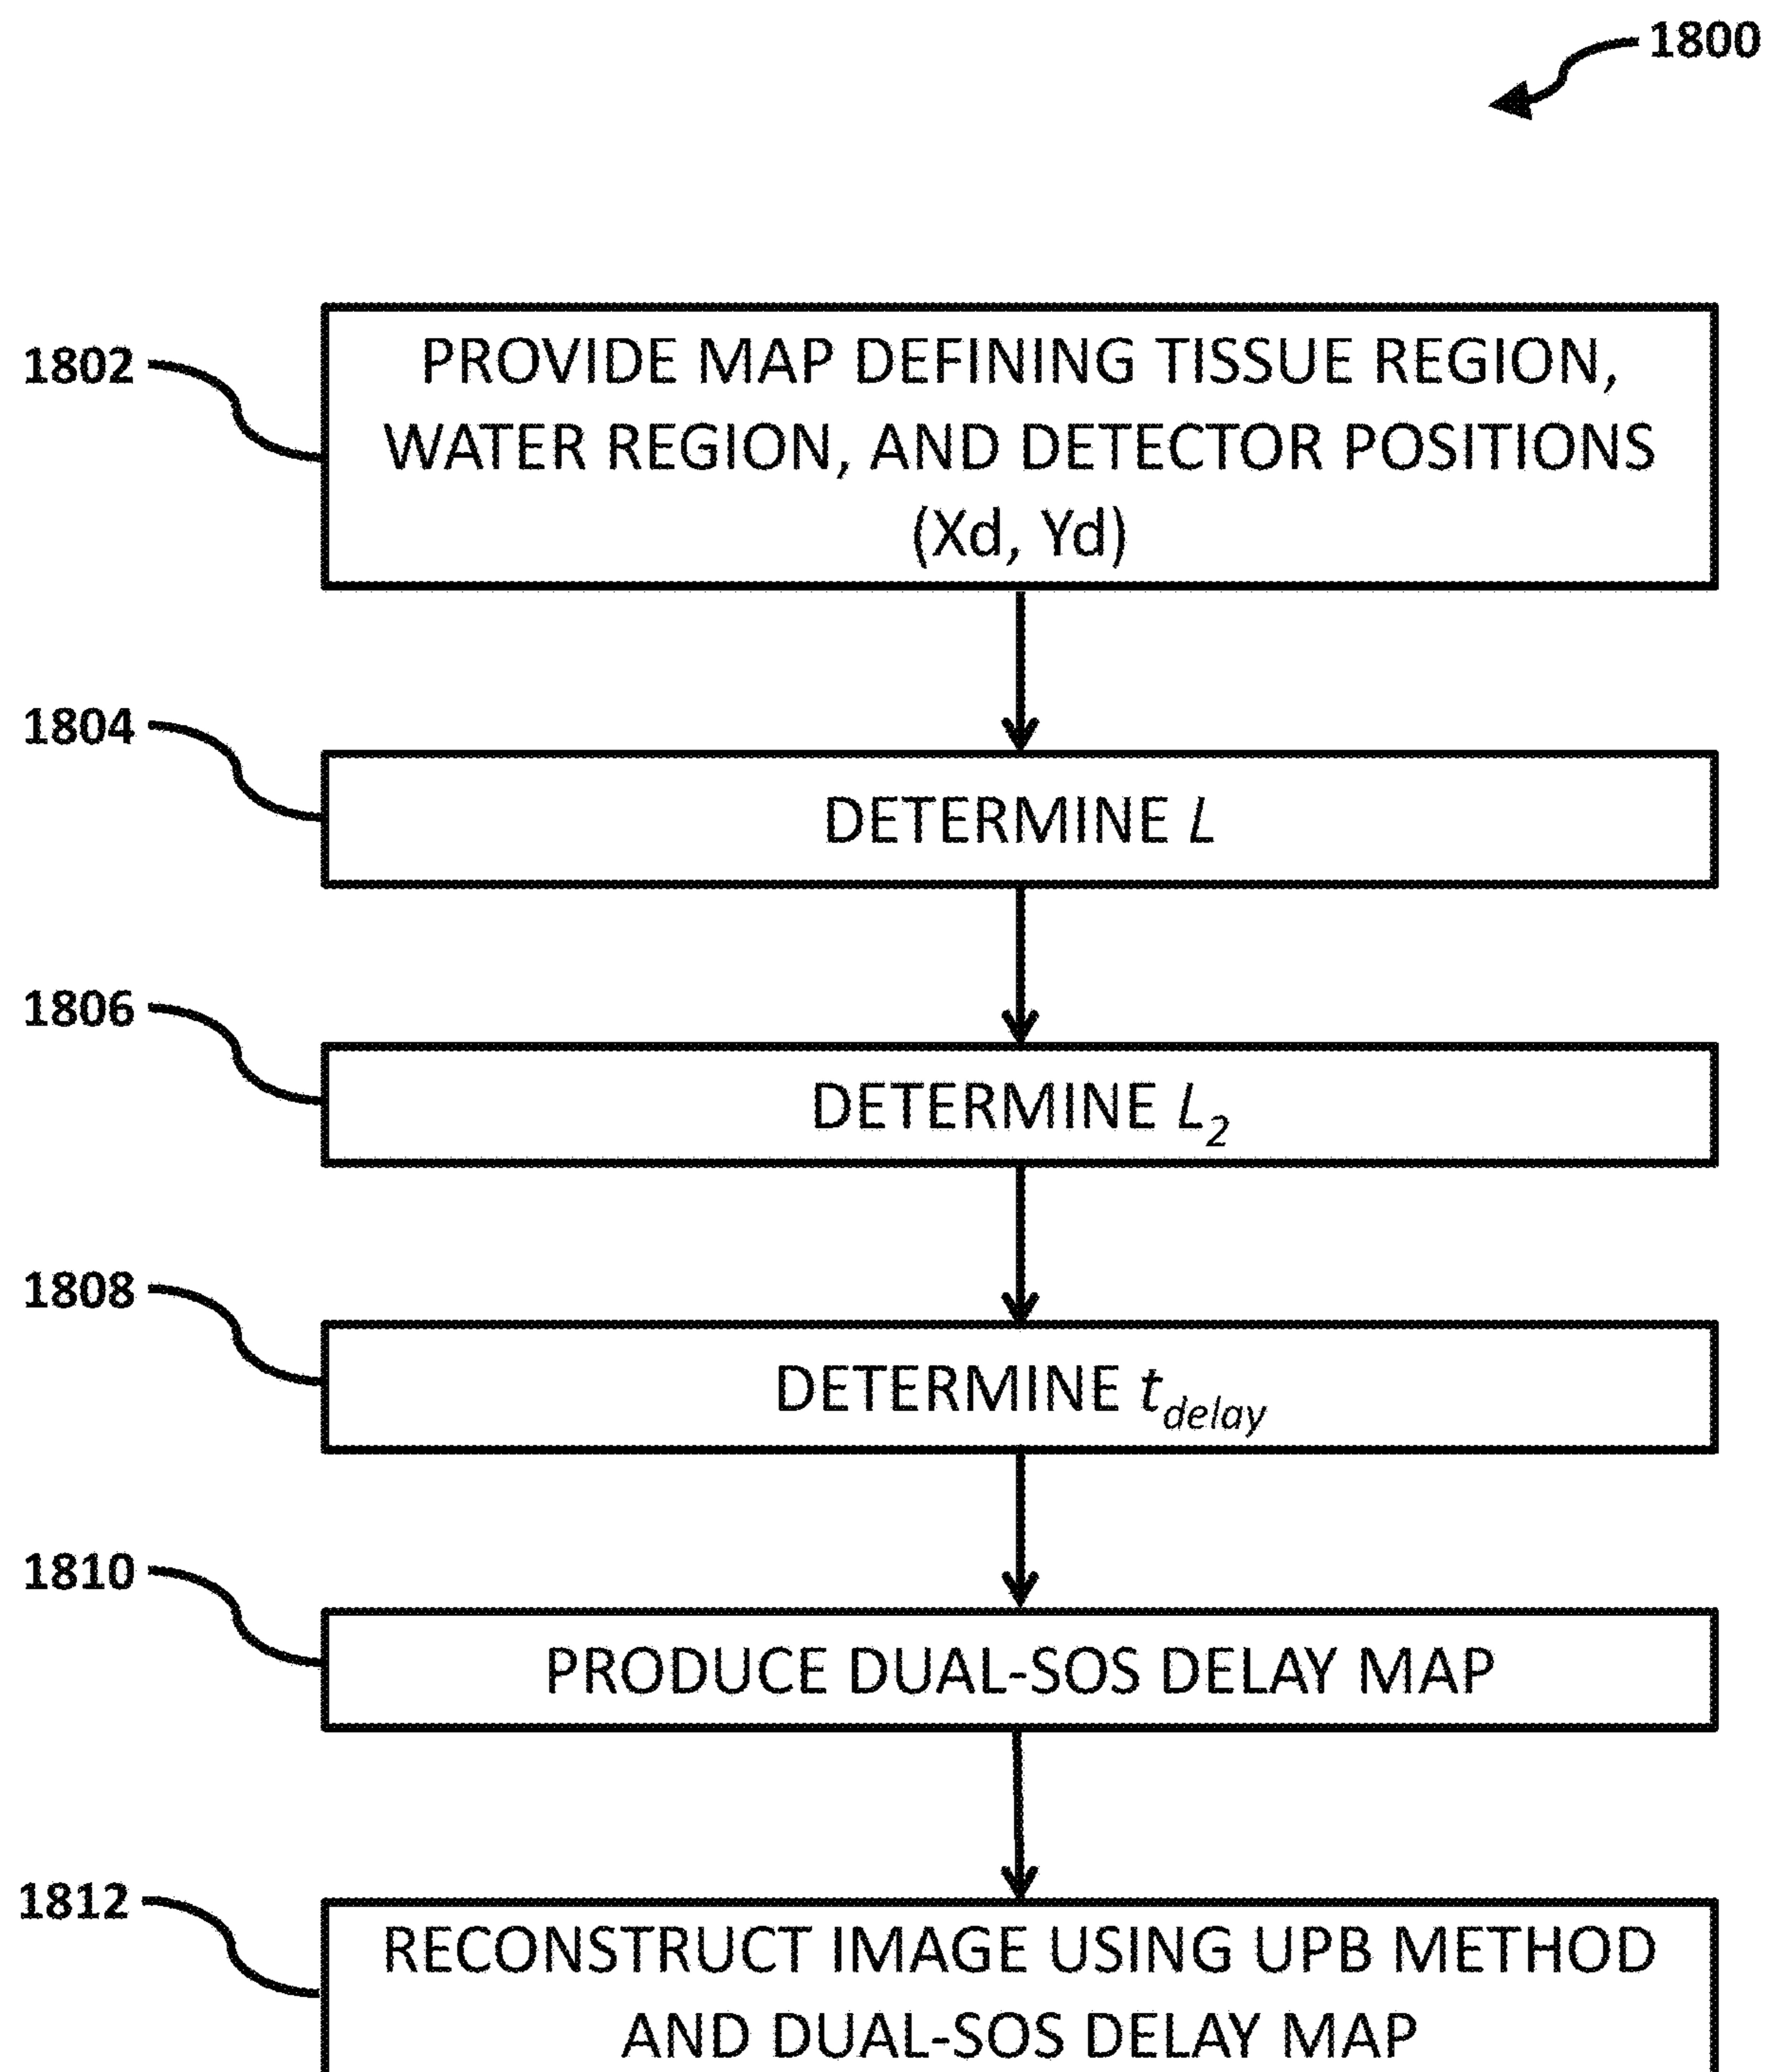 1800
1802
PROVIDE MAP DEFINING TISSUE REGION,
WATER REGION, AND DETECTOR POSITIONS
(Xd, Yd)
1804
DETERMINE L
1806
DETERMINE L2
1808
DETERMINE tdelay
1810
PRODUCE DUAL-SOS DELAY MAP
1812
RECONSTRUCT IMAGE USING UPB METHOD
AND DUAL-SOS DELAY MAP